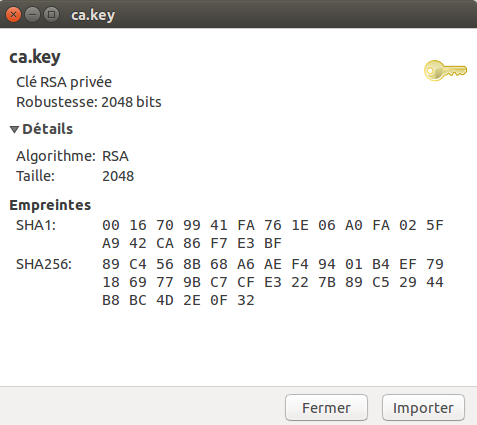 ca.key
ca.key
Clé RSA privée
Robustesse: 2048 bits
Détails
Algorithme: RSA
Taille: 2048
Empreintes
SHA1: 00 16 70 99 41 FA 76 1E 06 A0 FA 02 5F
A9 42 CA 86 F7 E3 BF
SHA256: 89 C4 56 8B 68 A6 AE F4 94 01 B4 EF 79
18 69 77 9B C7 CF E3 22 7B 89 C5 29 44
B8 BC 4D 2E 0F 32
Fermer Importer